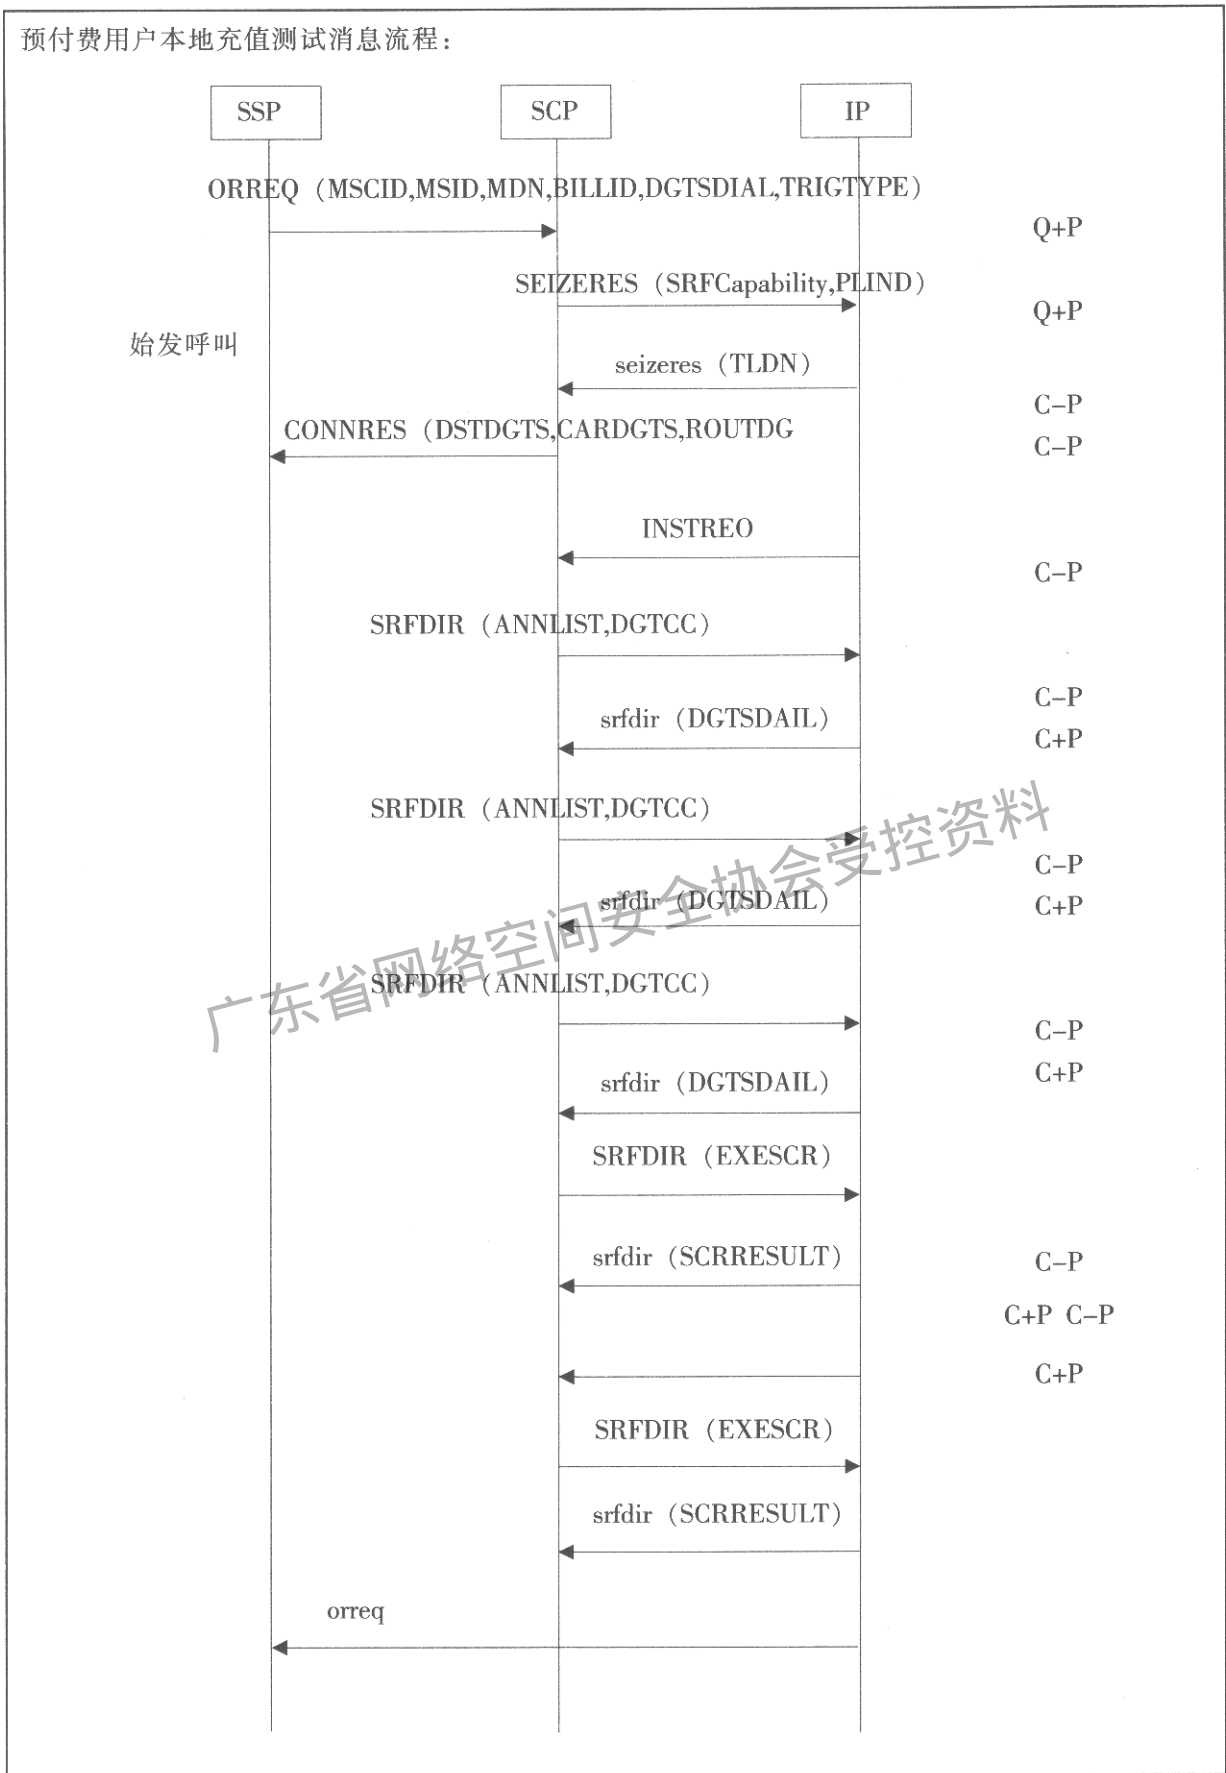 预付费用户本地充值测试消息流程：
SSP
SCP
IP
ORREQ（MSCID,MSID,MDN,BILLID,DGTSDIAL,TRIGTYPE）
Q+P
SEIZERES（SRFCapability,PLIND）
Q+P
始发呼叫
seizeres（TLDN）
C–P
CONNRES（DSTDGTS,CARDGTS,ROUTDG
C–P
INSTREO
C–P
SRFDIR（ANNLIST,DGTCC）
C–P
srfdir（DGTSDAIL）
C+P
SRFDIR（ANNLIST,DGTCC）
C–P
srfdir（DGTSDAIL）
C+P
SRFDIR（ANNLIST,DGTCC）
C–P
C+P
srfdir（DGTSDAIL）
SRFDIR（EXESCR）
srfdir（SCRRESULT）
C–P
C+P C–P
C+P
SRFDIR（EXESCR）
srfdir（SCRRESULT）
orreq
广东省网络空间安全协会受控资料